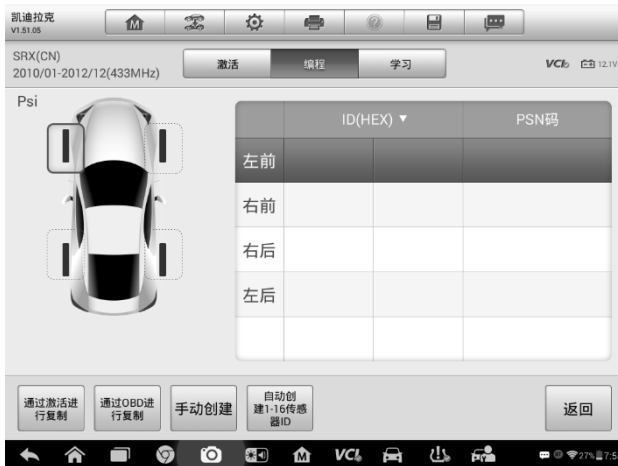 凯迪拉克
V1.51.05
SRX(CN)
2010/01-2012/12(433MHz)
激活
编程
学习
VCI
12.1V
Psi
ID(HEX) ▼
PSN码
左前
右前
右后
左后
通过激活进
行复制
通过OBD进
行复制
手动创建
自动创
建1-16传感
器ID
返回
VCI
27%
7:5